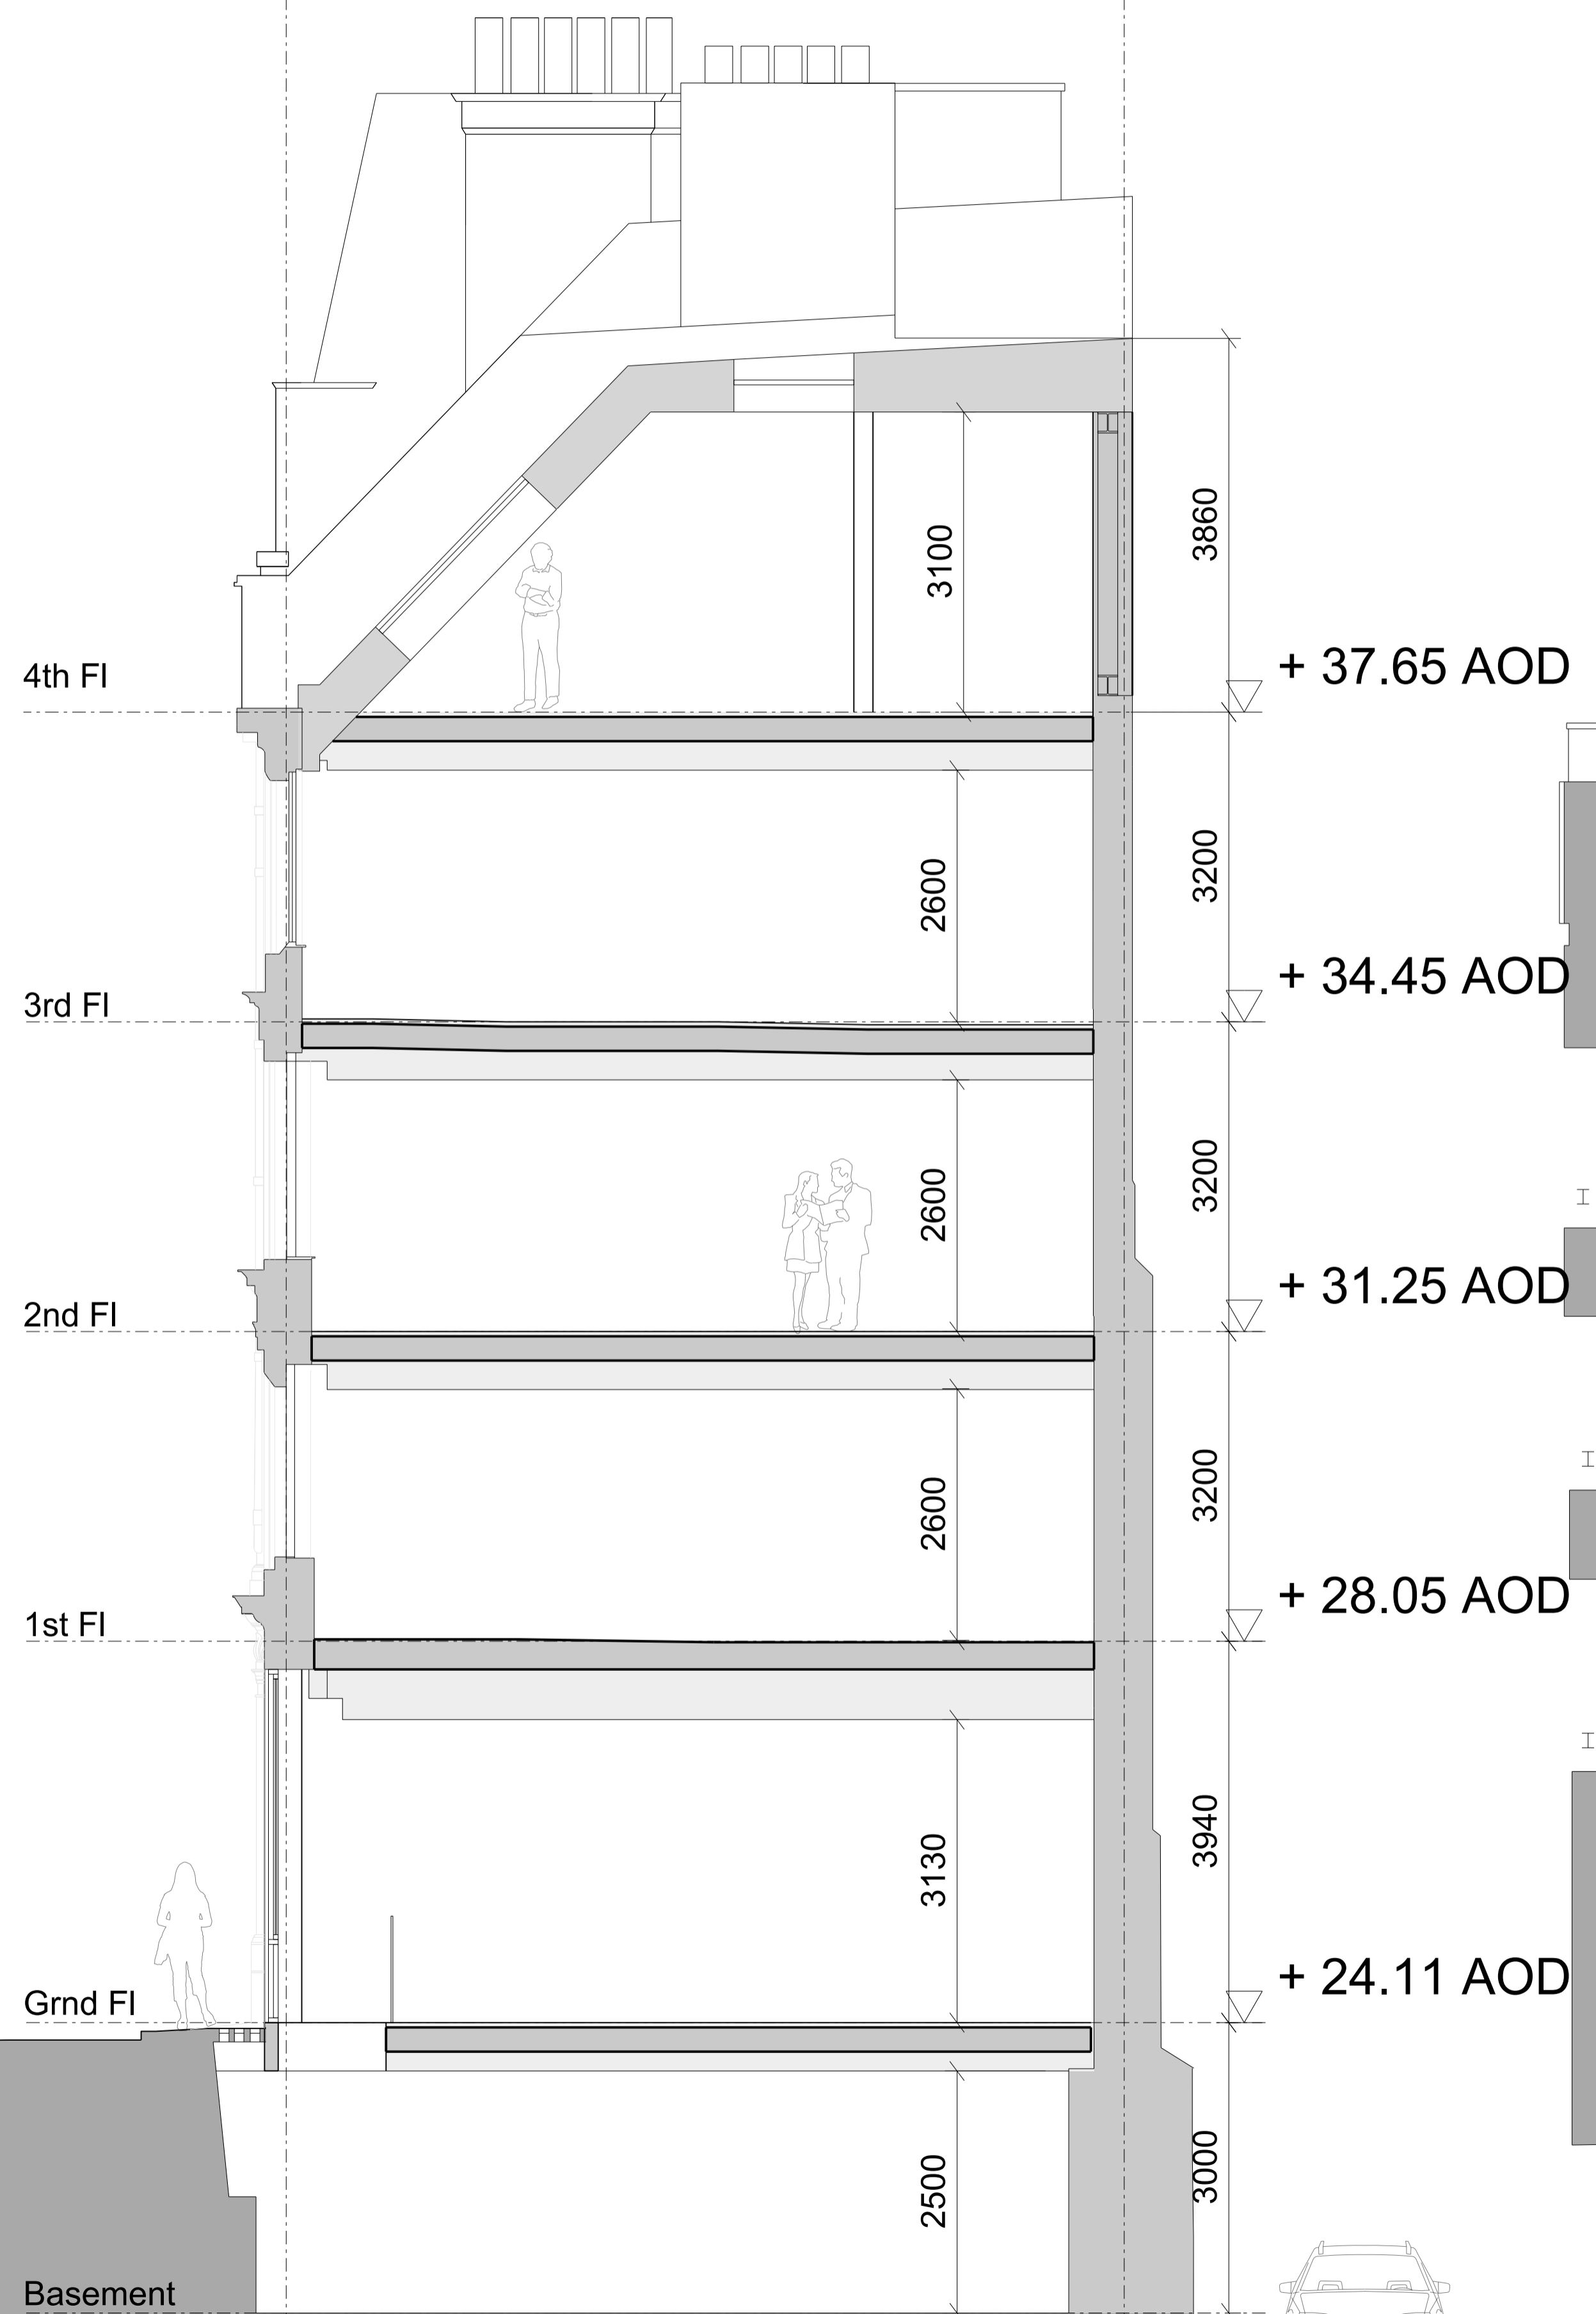 3860
3100
4th Fl
+ 37.65 AOD
3200
2600
3rd Fl
+ 34.45 AOD
3200
2600
2nd Fl
+ 31.25 AOD
3200
2600
1st Fl
+ 28.05 AOD
3940
3130
Grnd Fl
+ 24.11 AOD
3000
2500
Basement